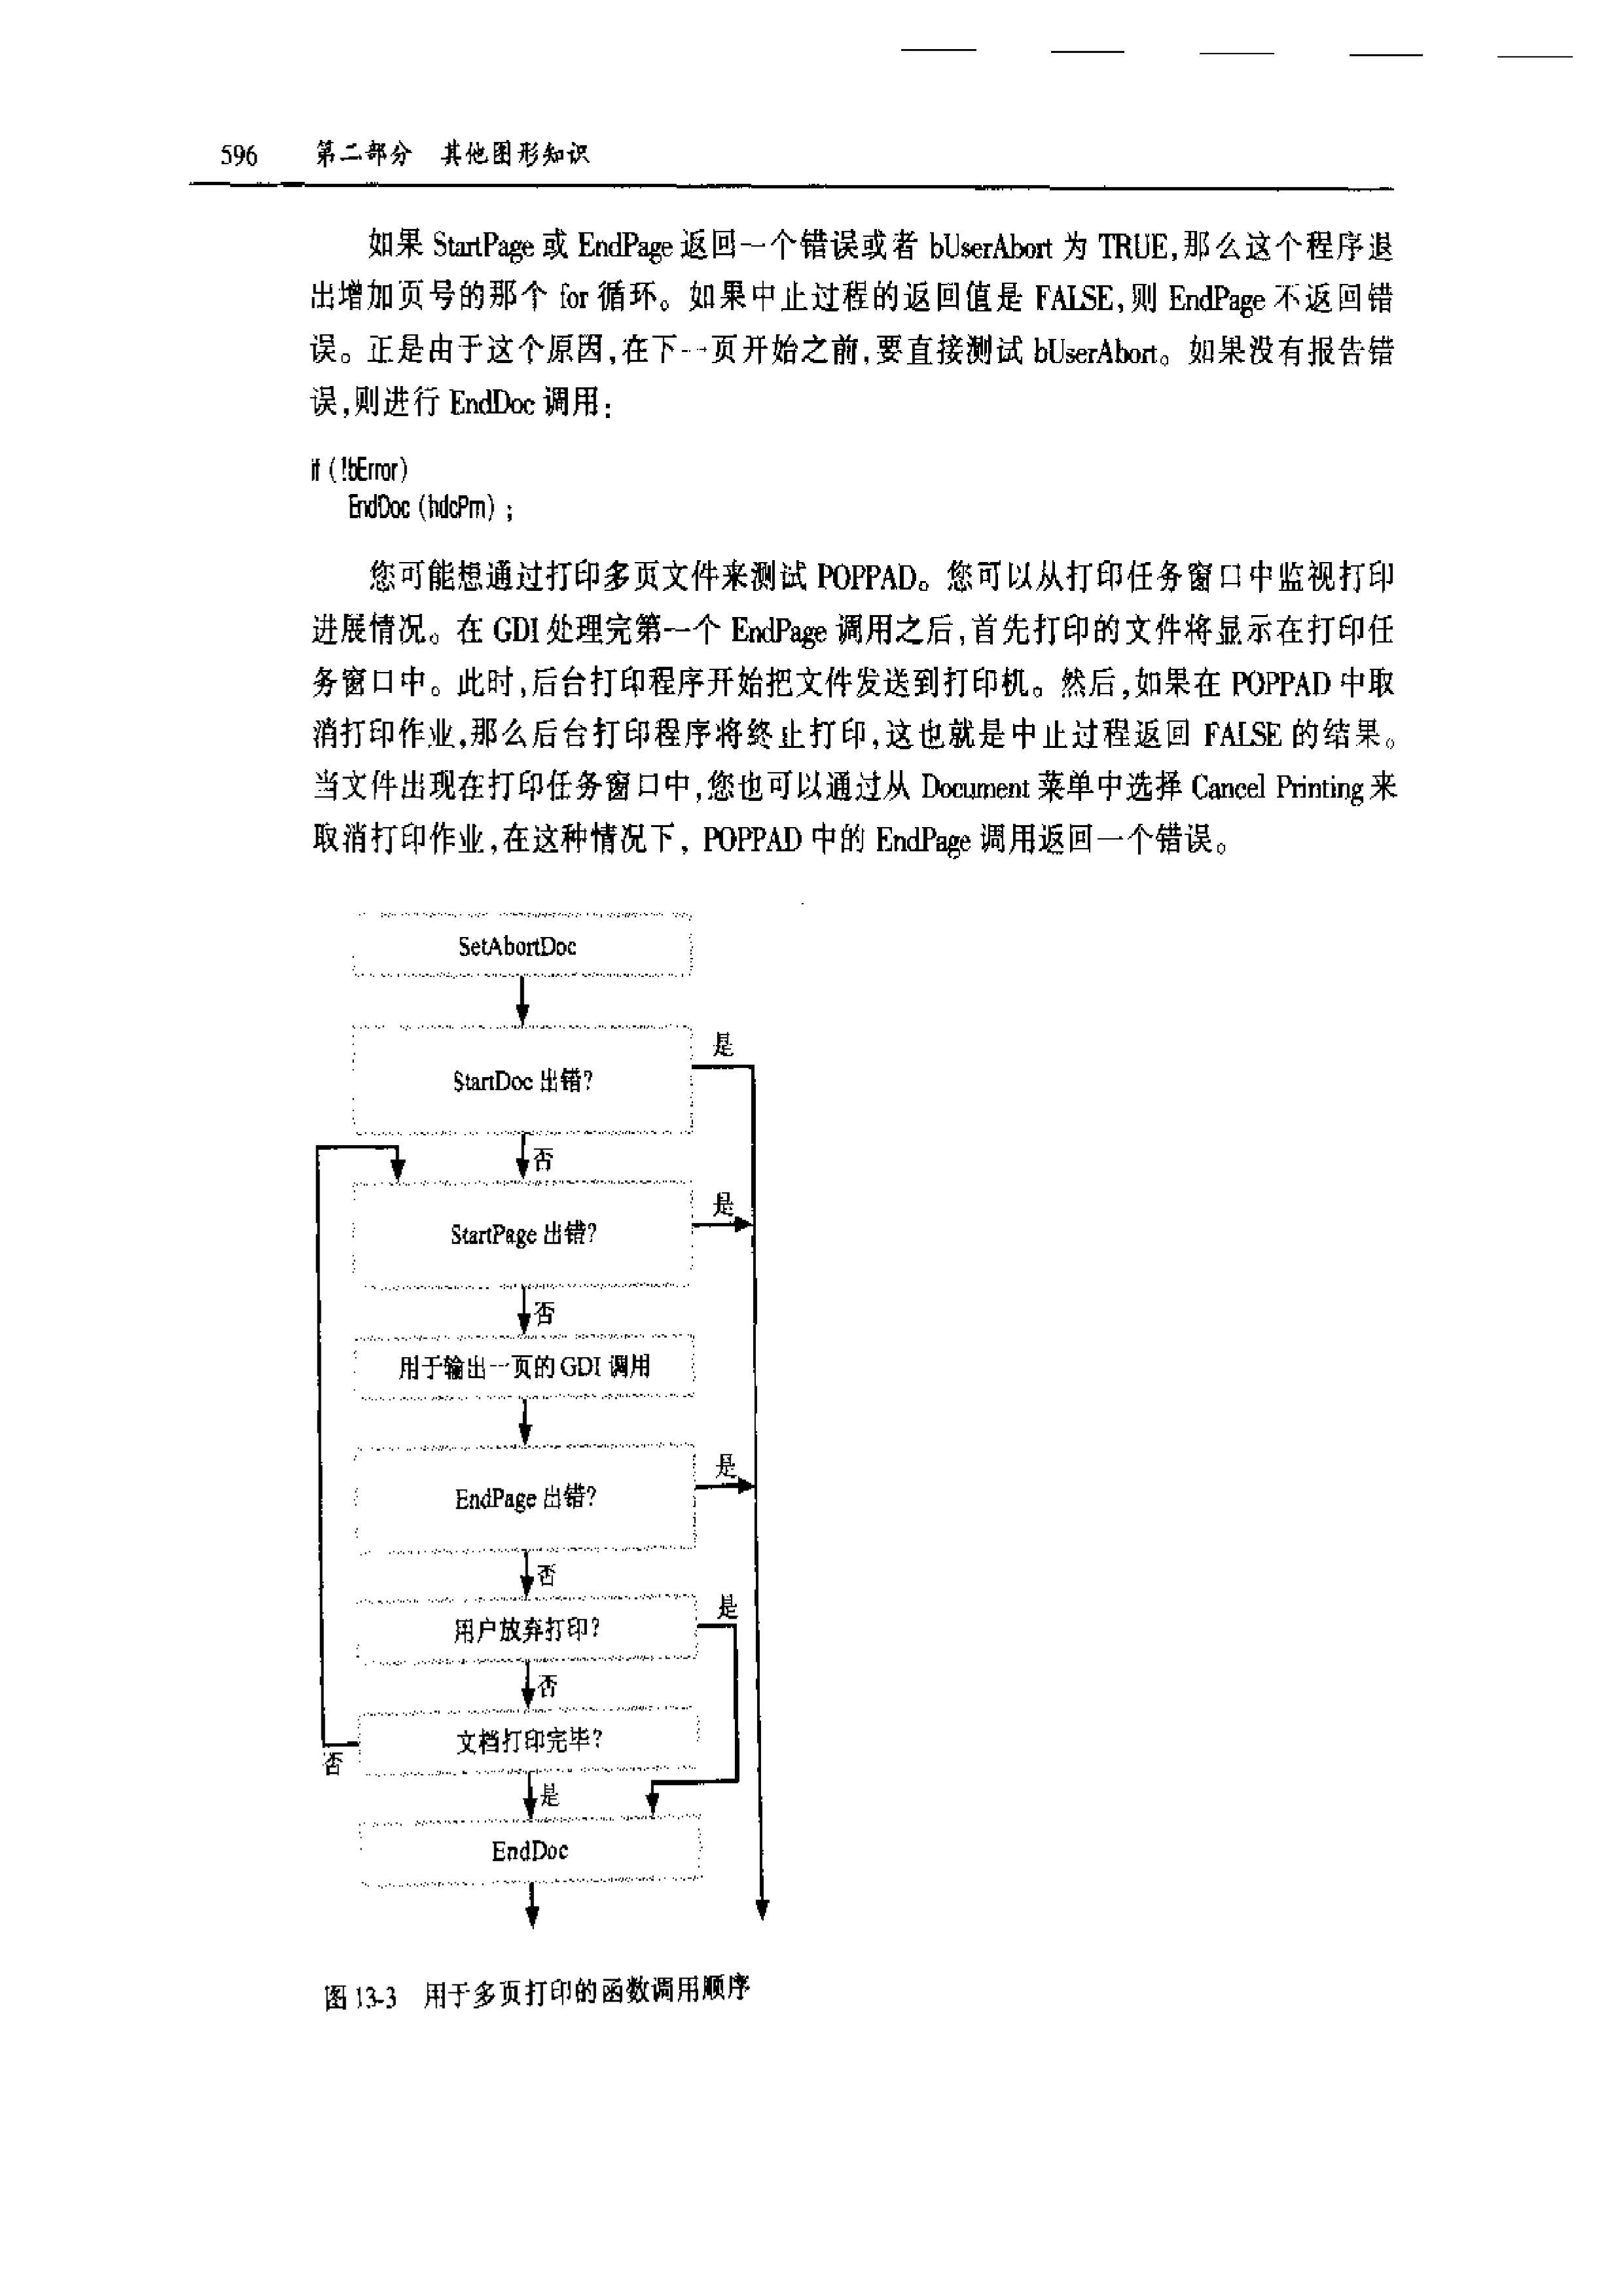 596 第二部分 其他图形知识
如果 StartPage 或 EndPage 返回一个错误或者 bUserAbort 为 TRUE,那么这个程序退
出增加页号的那个 for 循环。如果中止过程的返回值是 FALSE,则 EndPage 不返回错
误。正是由于这个原因,在下一页开始之前,要直接测试 bUserAbort。如果没有报告错
误,则进行 EndDoc 调用:
if (!bError)
EndDoc (hdcPrn) ;
您可能想通过打印多页文件来测试 POPPAD。您可以从打印任务窗口中监视打印
进展情况。在 GDI 处理完第一个 EndPage 调用之后,首先打印的文件将显示在打印任
务窗口中。此时,后台打印程序开始把文件发送到打印机。然后,如果在 POPPAD 中取
消打印作业,那么后台打印程序将终止打印,这也就是中止过程返回 FALSE 的结果。
当文件出现在打印任务窗口中,您也可以通过从 Document 菜单中选择 Cancel Printing 来
取消打印作业,在这种情况下, POPPAD 中的 EndPage 调用返回一个错误。
SetAbortDoc
是
StartDoc 出错?
否
是
StartPage 出错?
否
用于输出一页的 GDI 调用
是
EndPage 出错?
否
是
用户放弃打印?
否
文档打印完毕?
否
是
EndDoc
图 13-3 用于多页打印的函数调用顺序